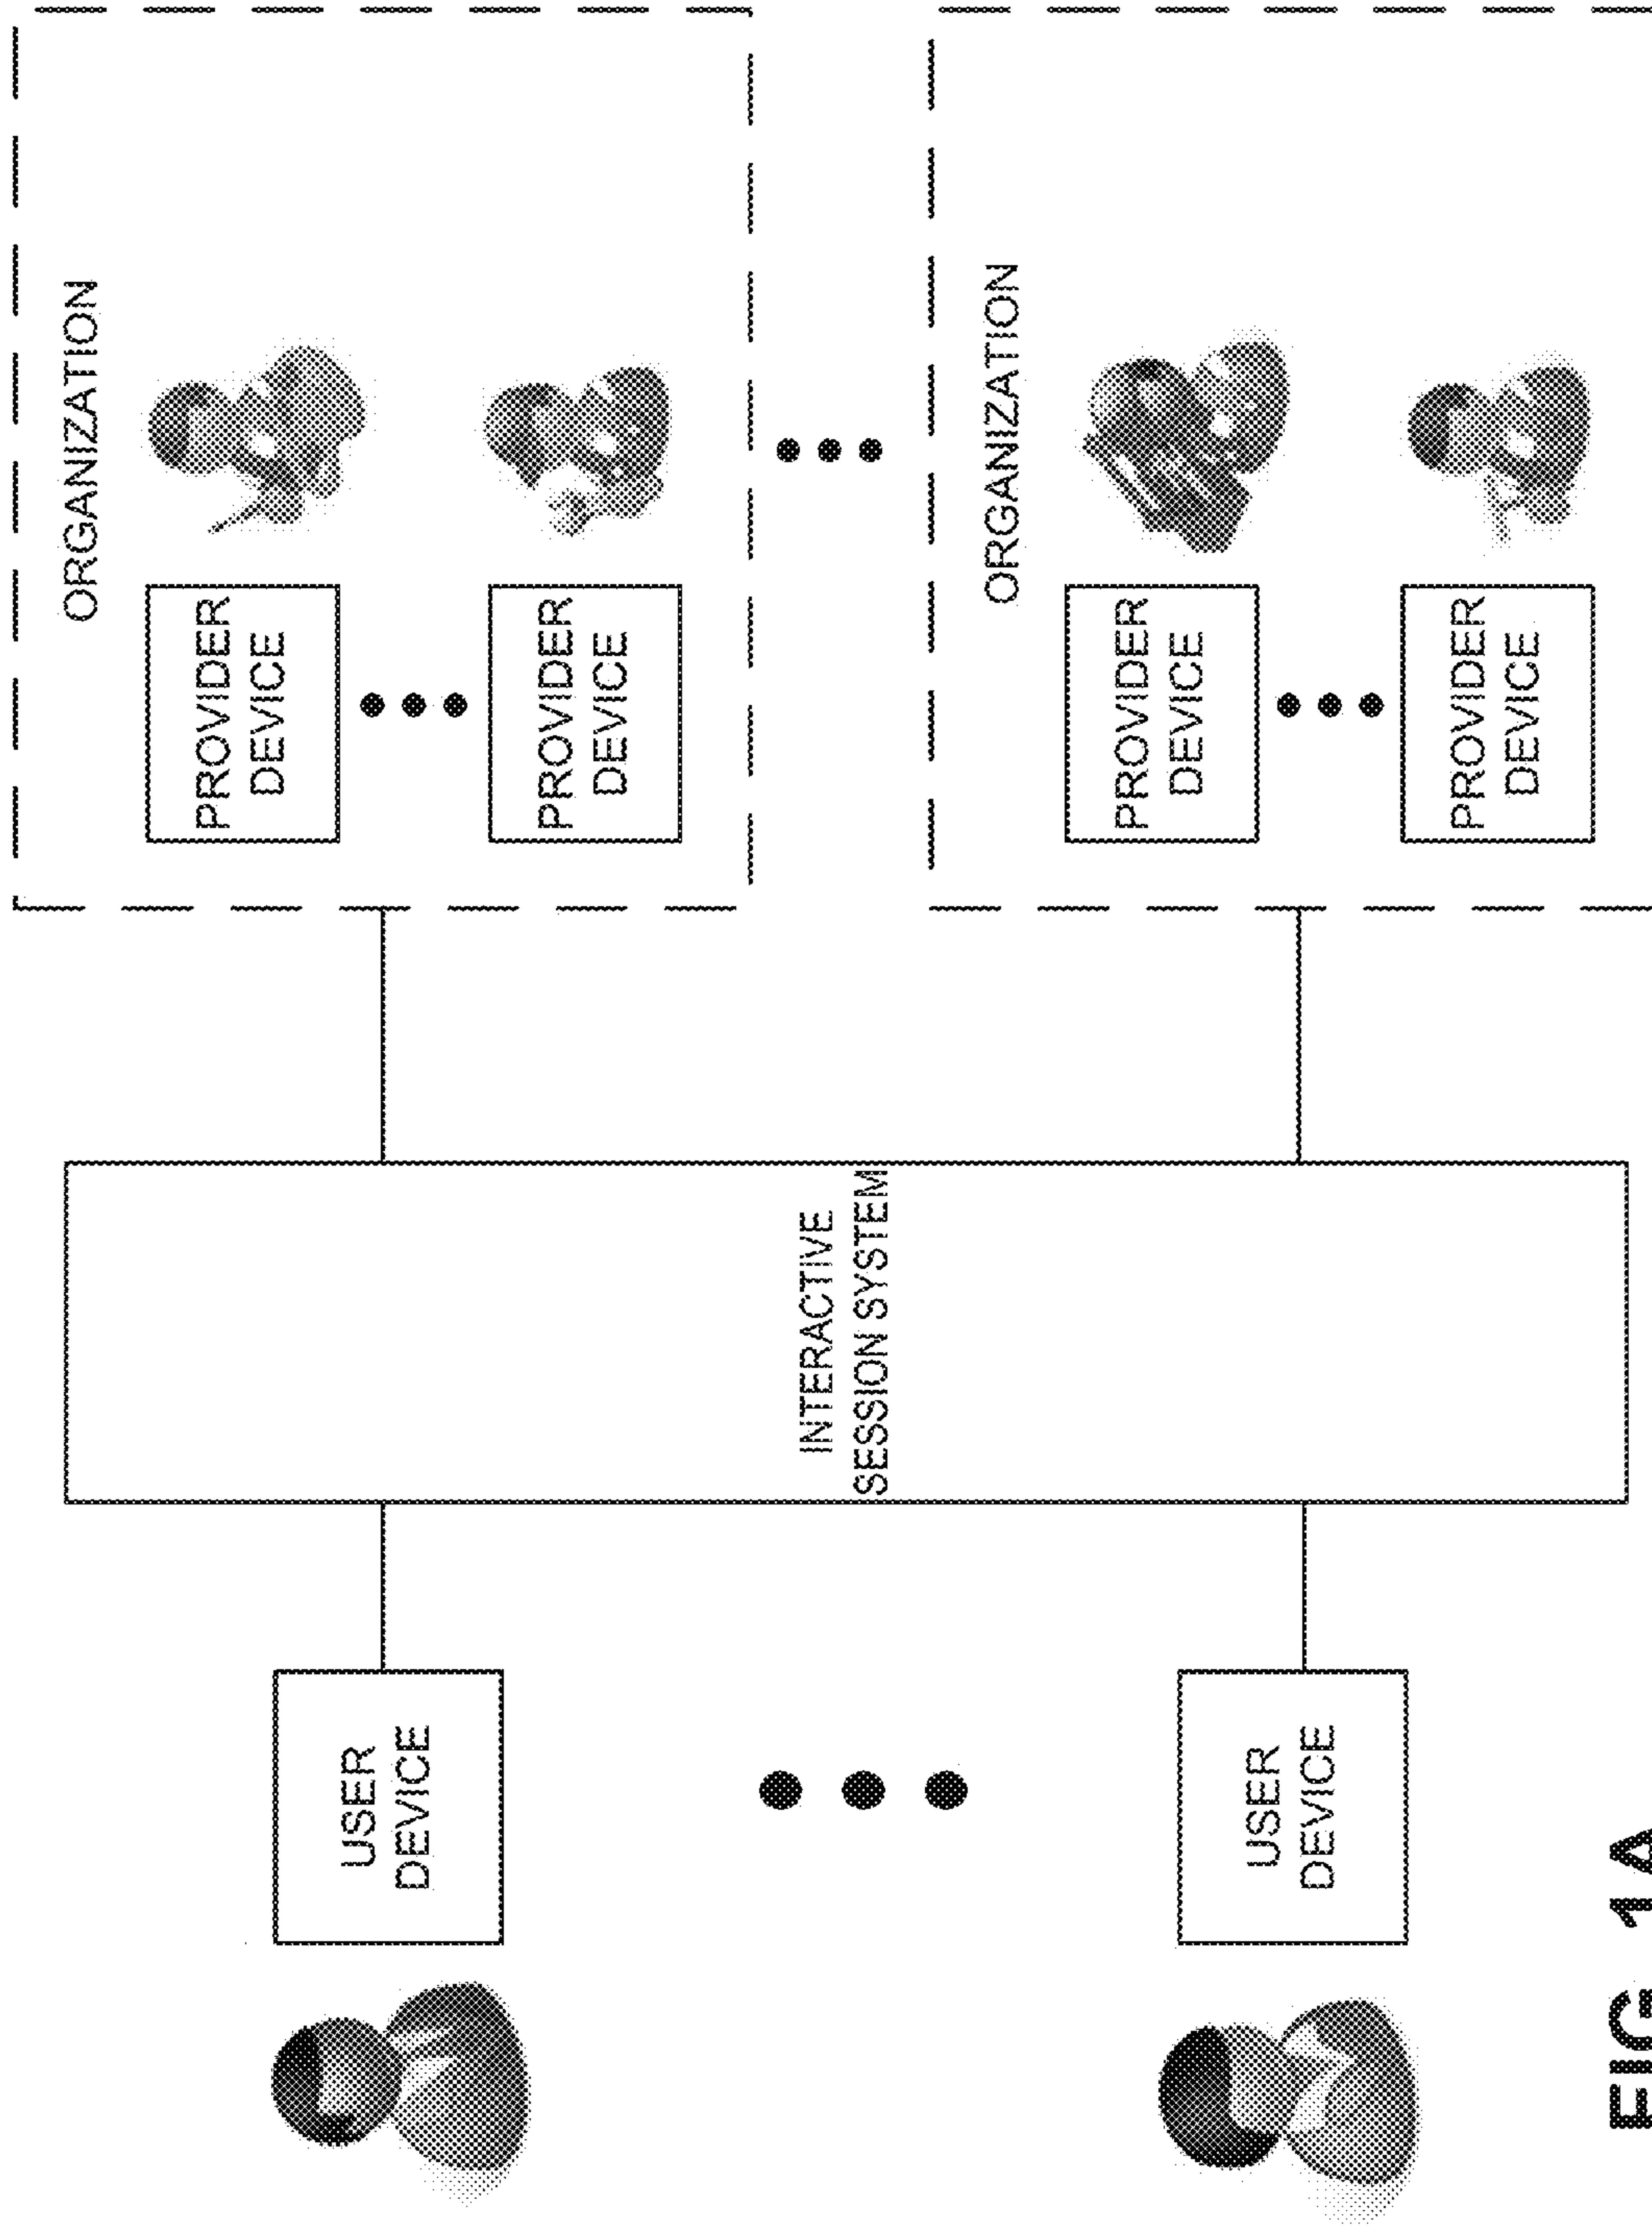 ORGANIZATION
PROVIDER
DEVICE
PROVIDER
DEVICE
ORGANIZATION
PROVIDER
DEVICE
PROVIDER
DEVICE
INTERACTIVE
SESSION SYSTEM
USER
DEVICE
USER
DEVICE
FIG. 1A